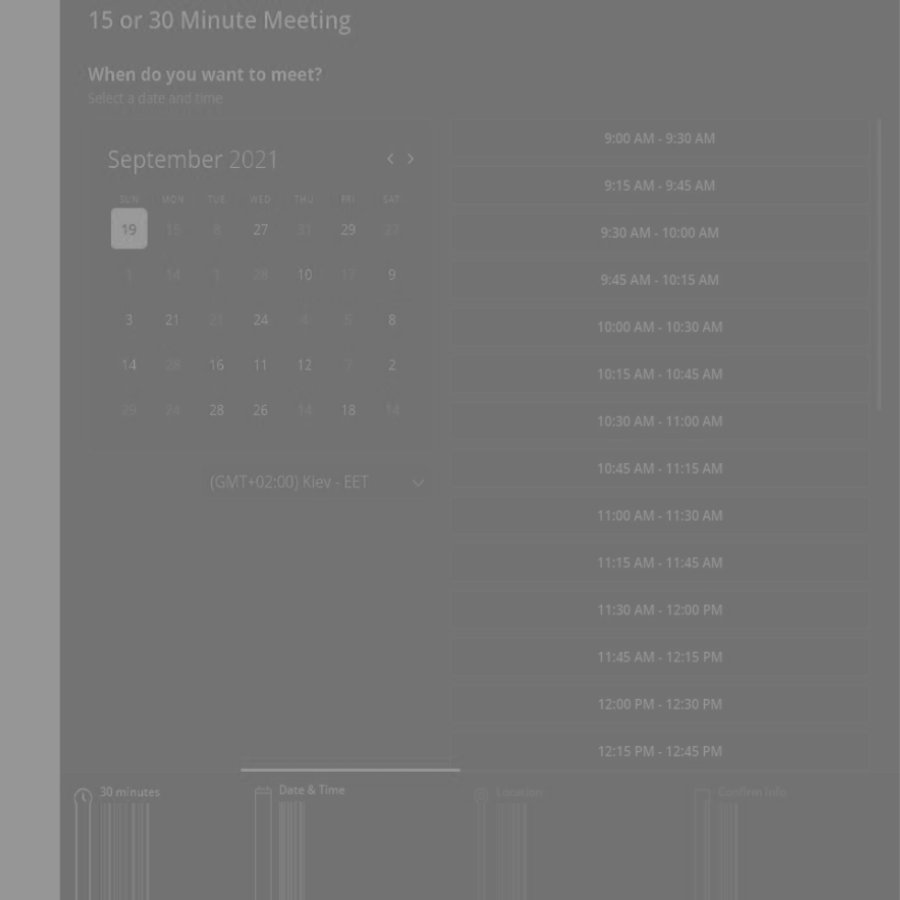 15 or 30 Minute Meeting
When do you want to meet?
Select a date and time
September 2021
SUN MON TUE WED THU FRI SAT
19 15 8 27 31 29 27
14 28 10 17 9
3 21 21 24 4 5 8
14 28 16 11 12 7 2
25 24 28 26 14 18 14
(GMT+02:00) Kiev - EET
9:00 AM - 9:30 AM
9:15 AM - 9:45 AM
9:30 AM - 10:00 AM
9:45 AM - 10:15 AM
10:00 AM - 10:30 AM
10:15 AM - 10:45 AM
10:30 AM - 11:00 AM
10:45 AM - 11:15 AM
11:00 AM - 11:30 AM
11:15 AM - 11:45 AM
11:30 AM - 12:00 PM
11:45 AM - 12:15 PM
12:00 PM - 12:30 PM
12:15 PM - 12:45 PM
30 minutes
Date & Time
Location
Confirm Info